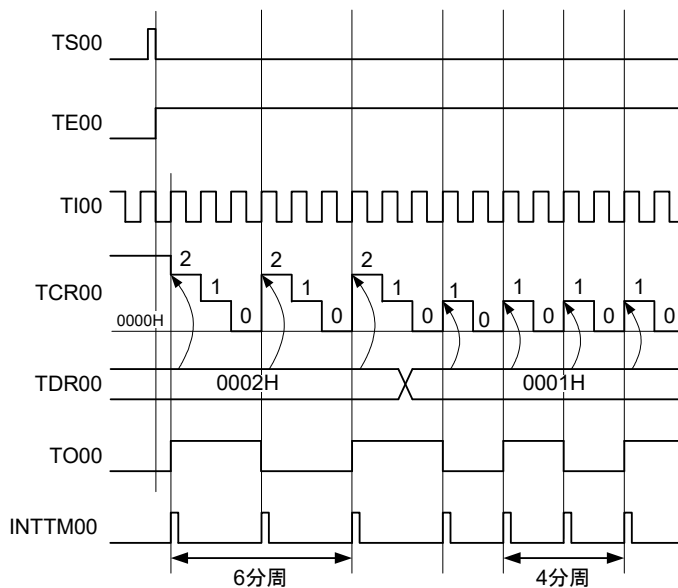 TS00
TE00
TI00
TCR00
2 1 0 2 1 0 2 1 0 1 0 1 0 1 0 1 0
0000H
TDR00
0002H 0001H
TO00
INTTM00
6分周 4分周